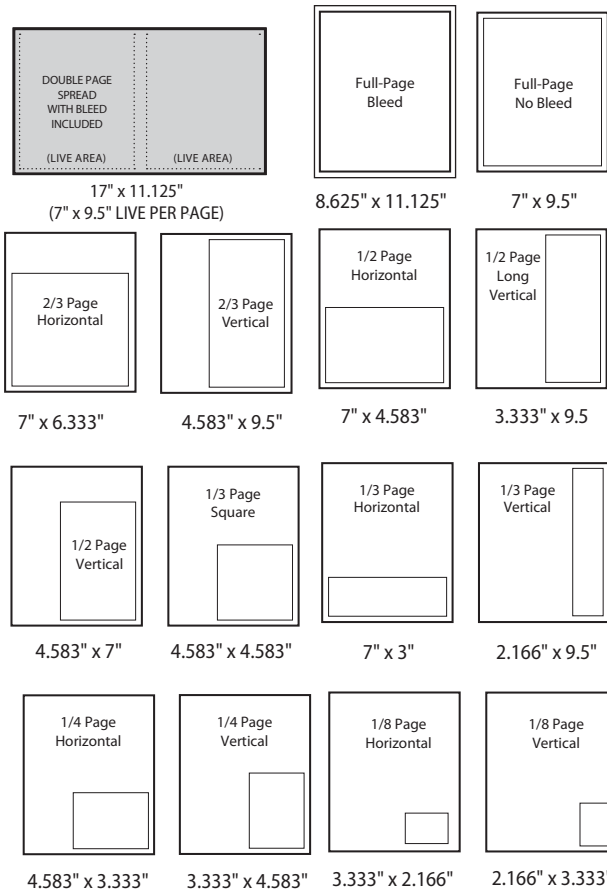 DOUBLE PAGE
SPREAD
WITH BLEED
INCLUDED
(LIVE AREA)
(LIVE AREA)
17" x 11.125"
(7" x 9.5" LIVE PER PAGE)
Full-Page
Bleed
8.625" x 11.125"
Full-Page
No Bleed
7" x 9.5"
2/3 Page
Horizontal
7" x 6.333"
2/3 Page
Vertical
4.583" x 9.5"
1/2 Page
Horizontal
7" x 4.583"
1/2 Page
Long
Vertical
3.333" x 9.5
1/2 Page
Vertical
4.583" x 7"
1/3 Page
Square
4.583" x 4.583"
1/3 Page
Horizontal
7" x 3"
1/3 Page
Vertical
2.166" x 9.5"
1/4 Page
Horizontal
4.583" x 3.333"
1/4 Page
Vertical
3.333" x 4.583"
1/8 Page
Horizontal
3.333" x 2.166"
1/8 Page
Vertical
2.166" x 3.333"